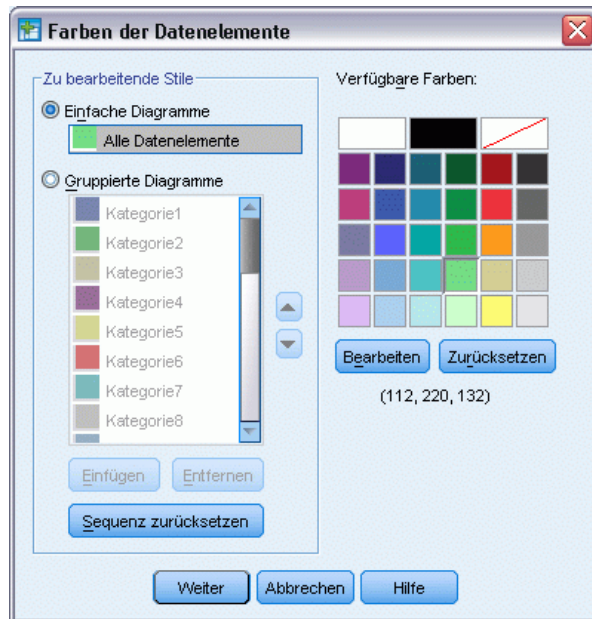 Farben der Datenelemente
Zu bearbeitende Stile
Einfache Diagramme
Alle Datenelemente
Gruppierte Diagramme
Kategorie1
Kategorie2
Kategorie3
Kategorie4
Kategorie5
Kategorie6
Kategorie7
Kategorie8
Einfügen Entfernen
Sequenz zurücksetzen
Verfügbare Farben:
Bearbeiten Zurücksetzen
(112, 220, 132)
Weiter Abbrechen Hilfe